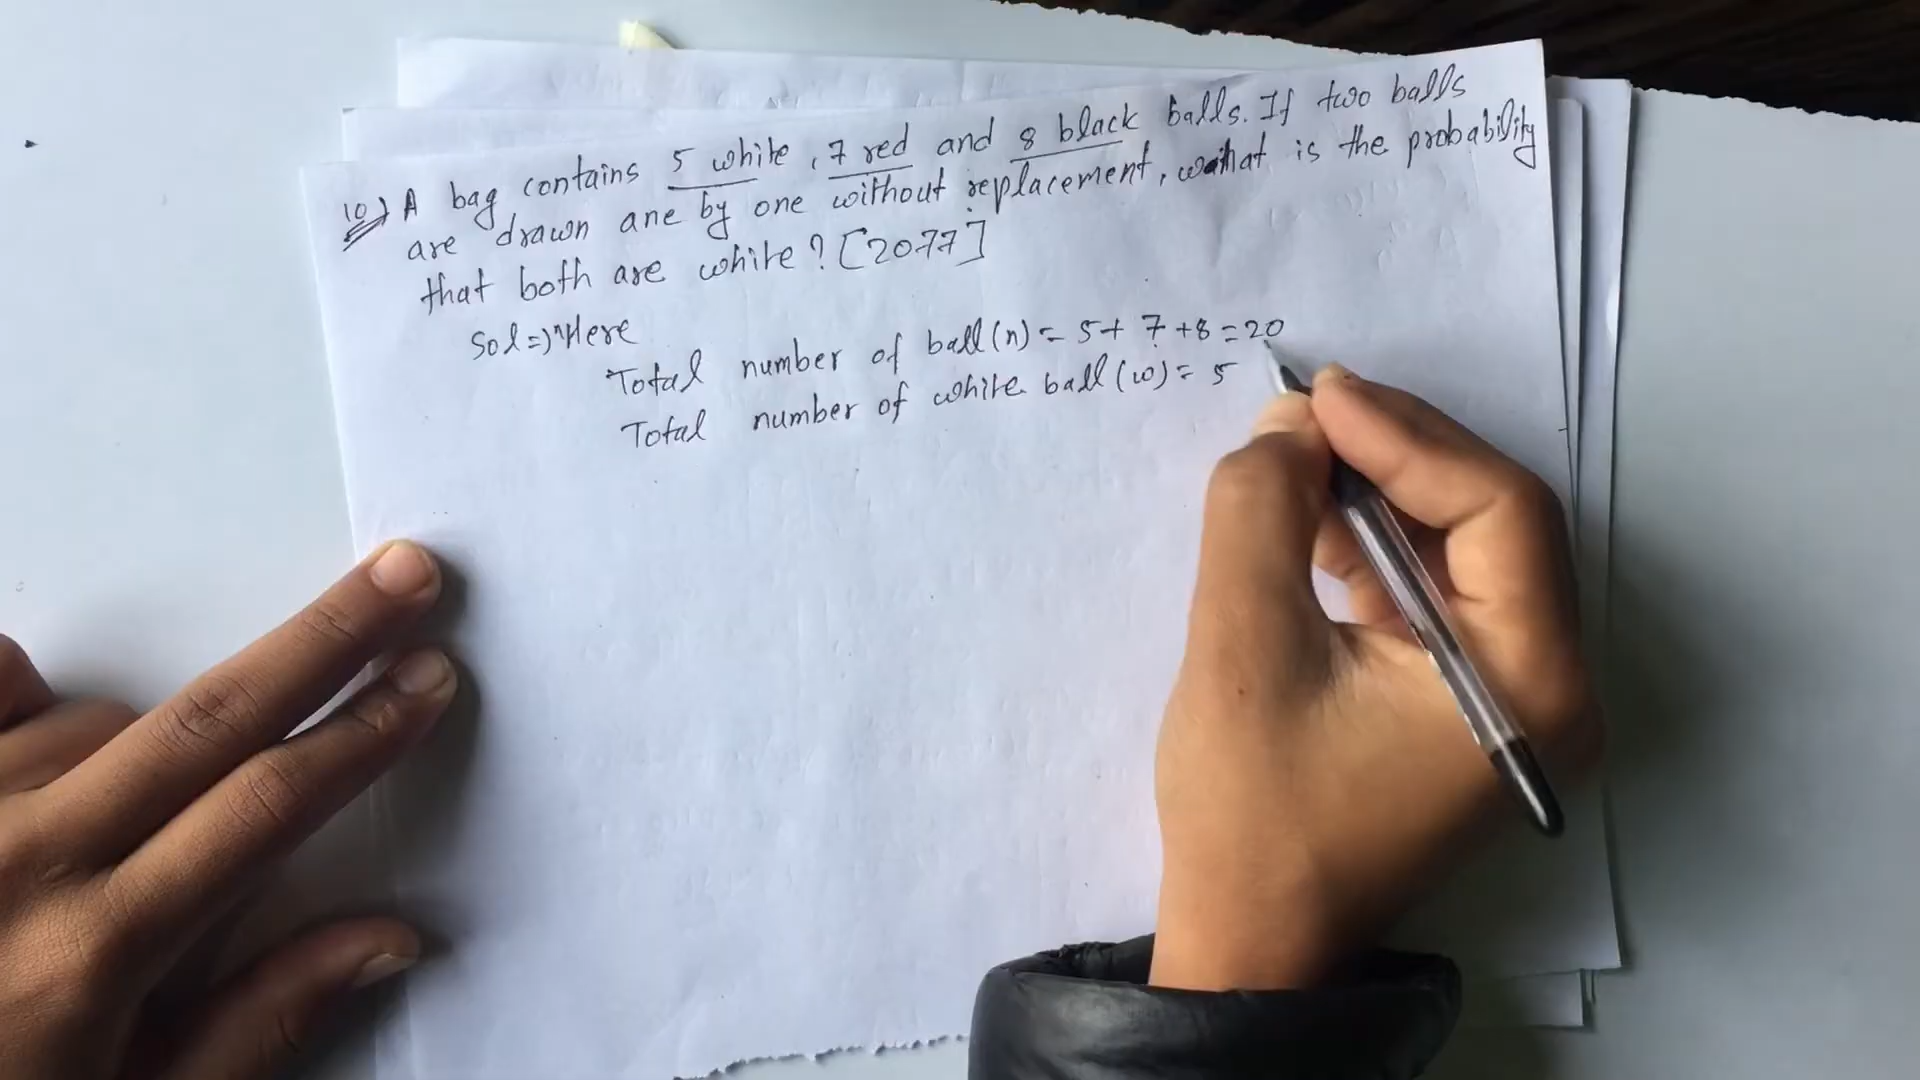 10) A bag contains 5 white, 7 red and 8 black balls. If two balls
are drawn ane by one without replacement, what is the probability
that both are white? [2077]
Sol=)ⁿHere
Total number of ball(n) = 5+ 7 +8 = 20
Total number of white ball(w) = 5